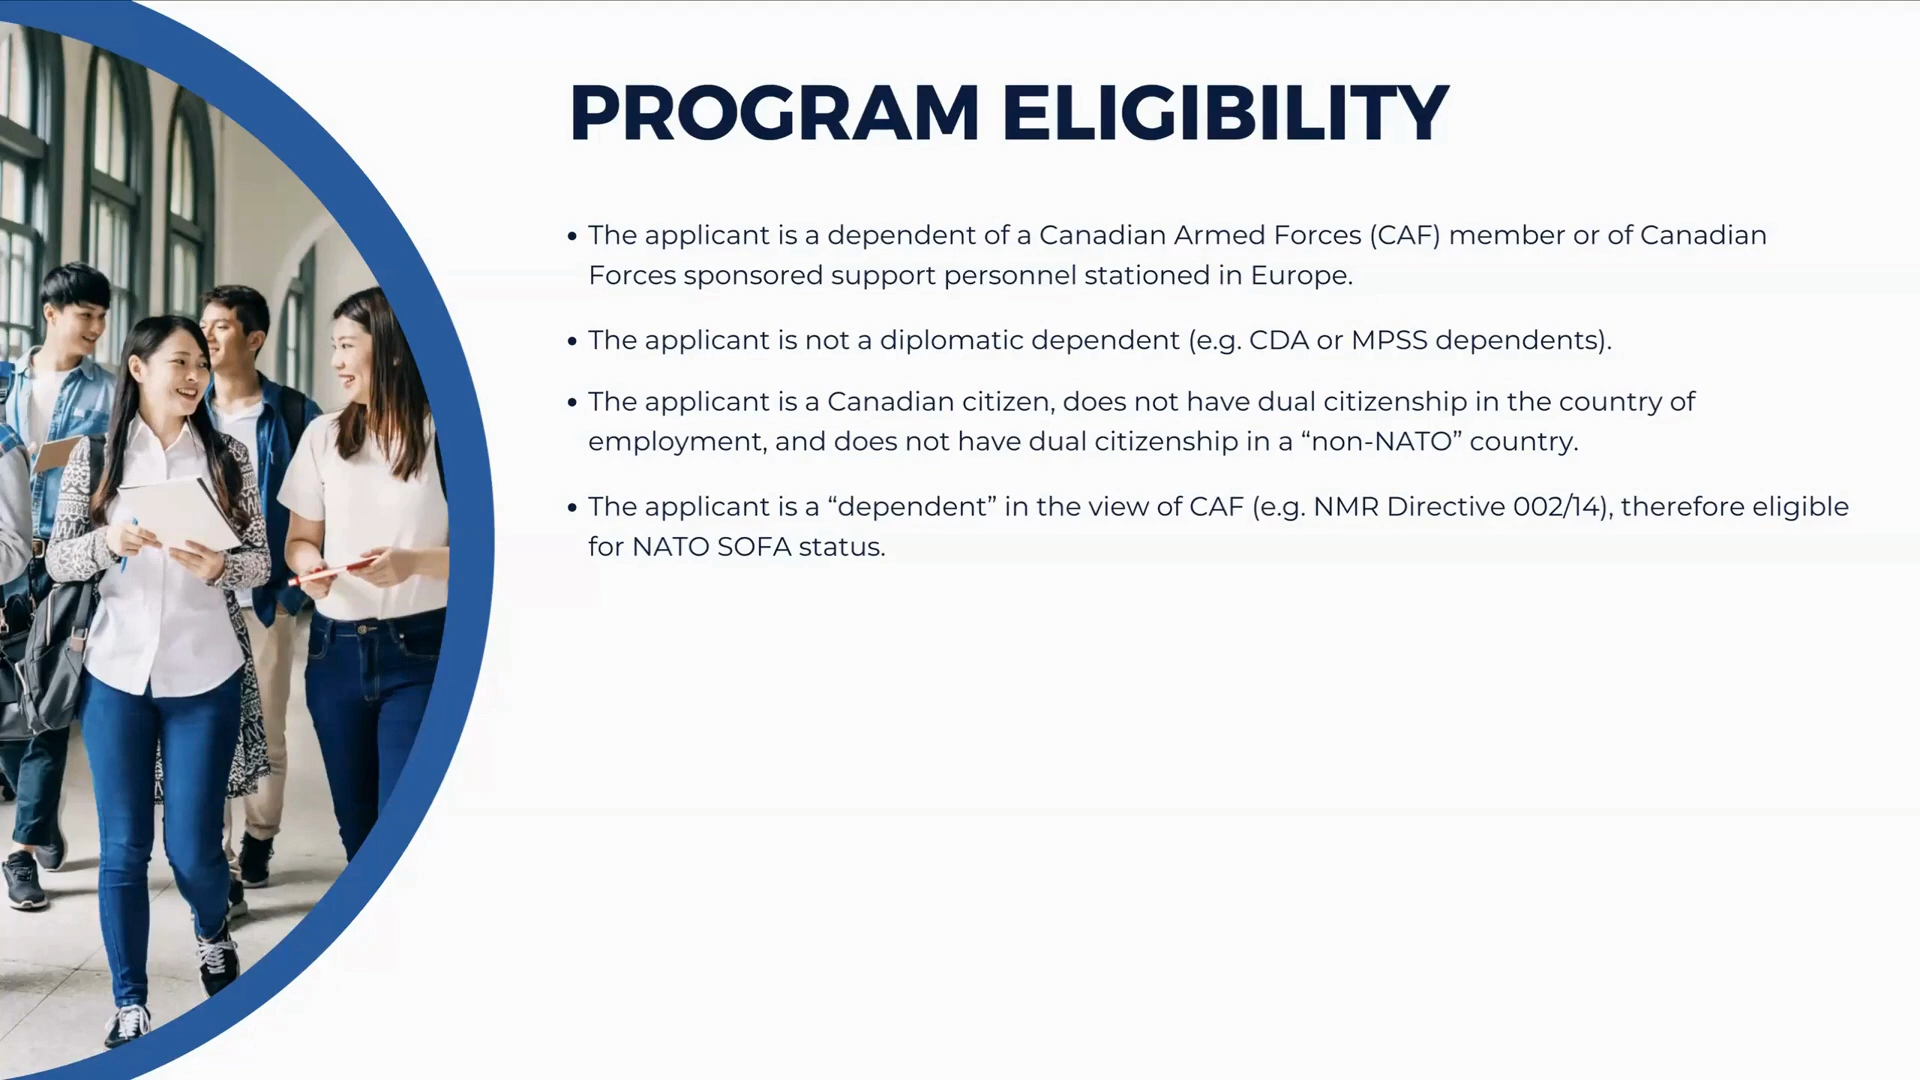 PROGRAM ELIGIBILITY
• The applicant is a dependent of a Canadian Armed Forces (CAF) member or of Canadian
Forces sponsored support personnel stationed in Europe.
• The applicant is not a diplomatic dependent (e.g. CDA or MPSS dependents).
• The applicant is a Canadian citizen, does not have dual citizenship in the country of
employment, and does not have dual citizenship in a “non-NATO” country.
• The applicant is a “dependent” in the view of CAF (e.g. NMR Directive 002/14), therefore eligible
for NATO SOFA status.